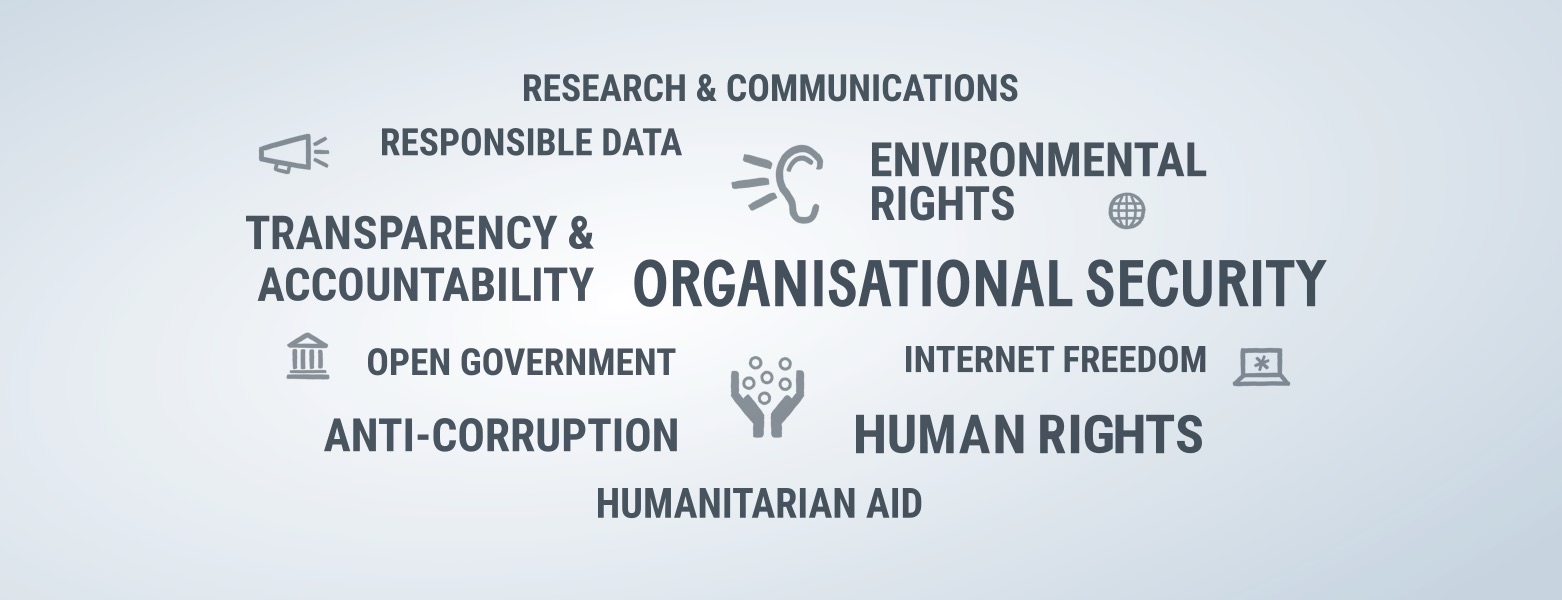 RESEARCH & COMMUNICATIONS
RESPONSIBLE DATA
ENVIRONMENTAL
RIGHTS
TRANSPARENCY &
ACCOUNTABILITY
ORGANISATIONAL SECURITY
OPEN GOVERNMENT
INTERNET FREEDOM
ANTI-CORRUPTION
HUMAN RIGHTS
HUMANITARIAN AID